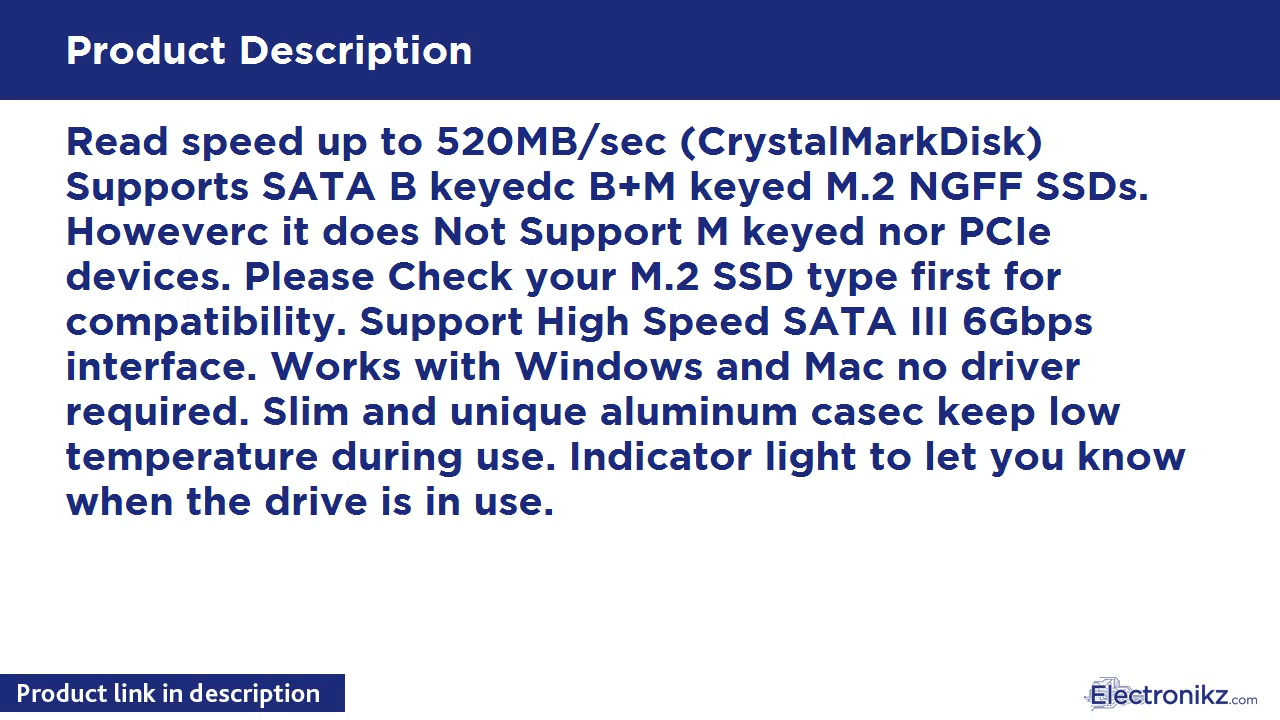 Product Description
Read speed up to 520MB/sec (CrystalMarkDisk)
Supports SATA B keyedc B+M keyed M.2 NGFF SSDs.
Howeverc it does Not Support M keyed nor PCIe
devices. Please Check your M.2 SSD type first for
compatibility. Support High Speed SATA III 6Gbps
interface. Works with Windows and Mac no driver
required. Slim and unique aluminum casec keep low
temperature during use. Indicator light to let you know
when the drive is in use.
Product link in description
Electronikz.com